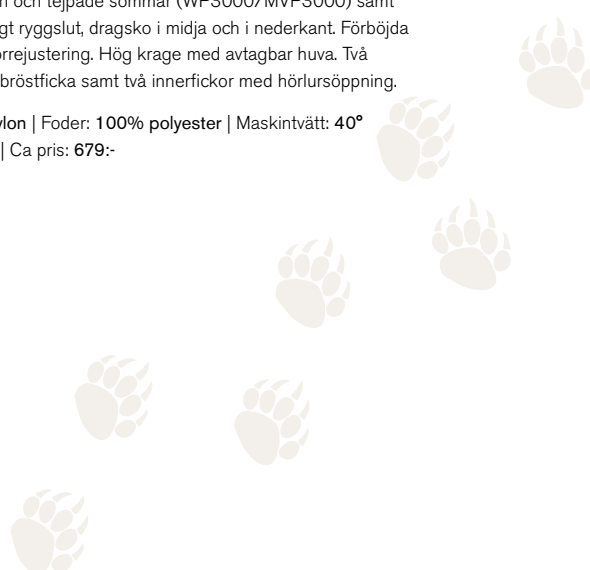 n och tejpade sömmar (WP3000/MVP3000) samt
gt ryggslut, dragsko i midja och i nederkant. Förböjda
orrejustering. Hög krage med avtagbar huva. Två
bröstficka samt två innerfickor med hörlursöppning.
ylon | Foder: 100% polyester | Maskintvätt: 40°
| Ca pris: 679:-